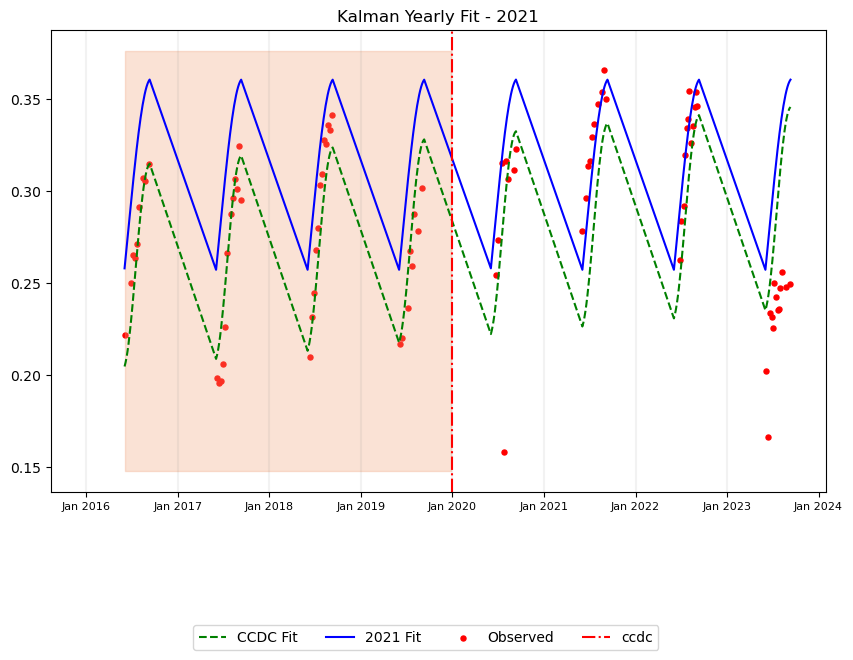 Kalman Yearly Fit - 2021
0.35
0.30
0.25
0.20
0.15
Jan 2016 Jan 2017 Jan 2018 Jan 2019 Jan 2020 Jan 2021 Jan 2022 Jan 2023 Jan 2024
CCDC Fit 2021 Fit Observed ccdc